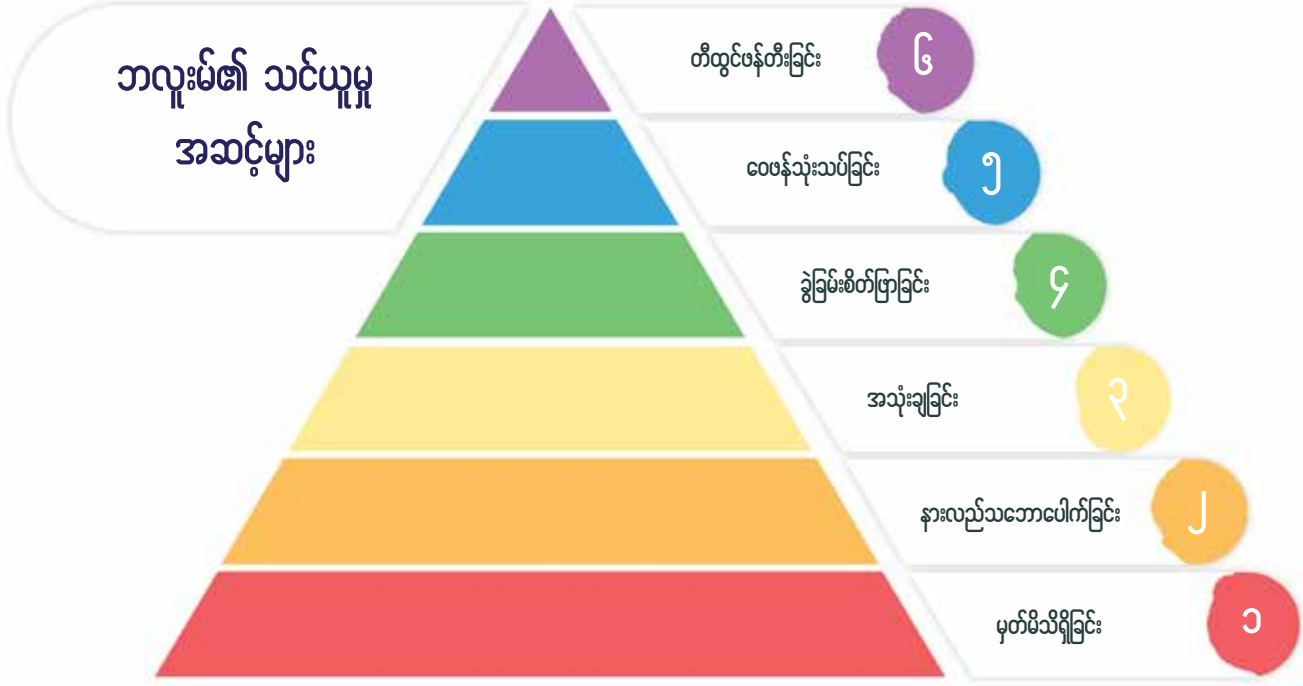 ဘလူးမ်၏ သင်ယူမှု
အဆင့်များ
တီထွင်ဖန်တီးခြင်း ၆
ဝေဖန်သုံးသပ်ခြင်း ၅
ခွဲခြမ်းစိတ်ဖြာခြင်း ၄
အသုံးချခြင်း ၃
နားလည်သဘောပေါက်ခြင်း ၂
မှတ်မိသိရှိခြင်း ၁